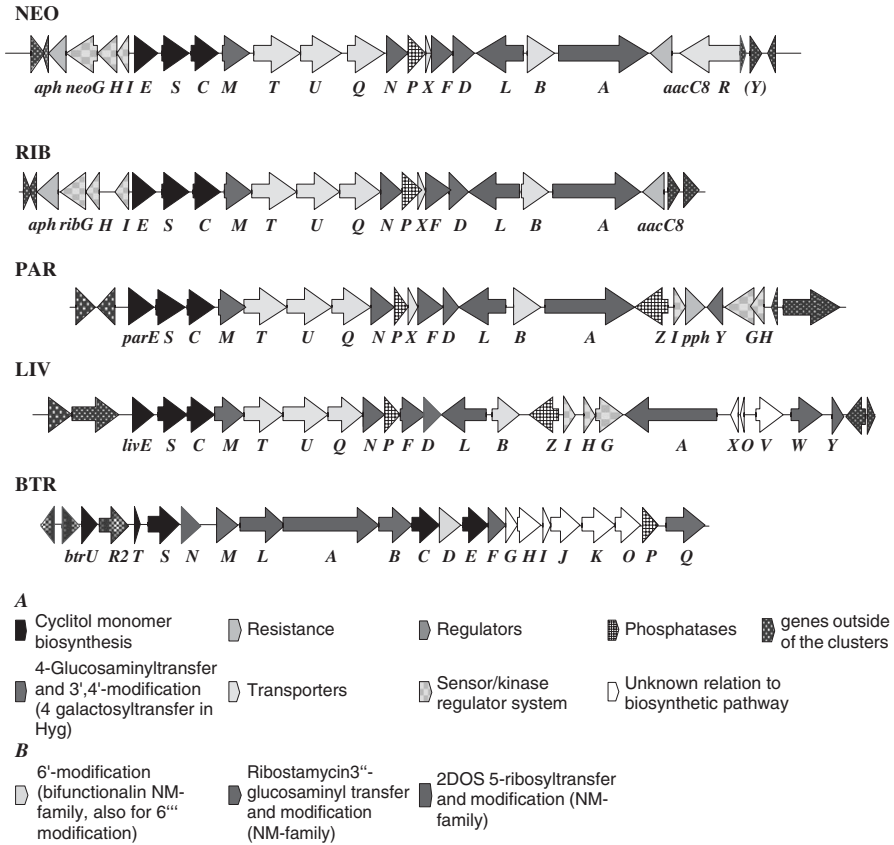 NEO
aph neoG H I E S C M T U Q N P X F D L B A aacC8 R (Y)
RIB
aph ribG H I E S C M T U Q N P X F D L B A aacC8
PAR
parE S C M T U Q N P X F D L B A Z I pph Y G H
LIV
livE S C M T U Q N P F D L B Z I H G A X O V W Y
BTR
btrU R2 T S N M L A B C D E F G H I J K O P Q
A
Cyclitol monomer
biosynthesis
Resistance
Regulators
Phosphatases
genes outside
of the clusters
4-Glucosaminyltransfer
and 3',4'-modification
(4 galactosyltransfer in
Hyg)
Transporters
Sensor/kinase
regulator system
Unknown relation to
biosynthetic pathway
B
6'-modification
(bifunctionalin NM-
family, also for 6‘‘‘
modification)
Ribostamycin3“-
glucosaminyl transfer
and modification
(NM-family)
2DOS 5-ribosyltransfer
and modification (NM-
family)